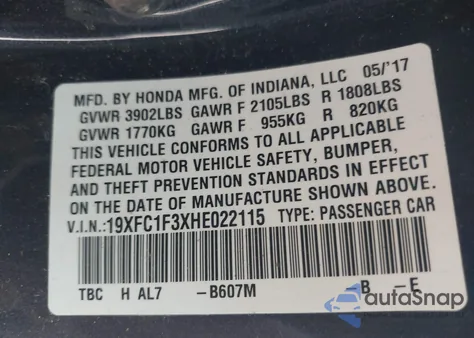 MFD. BY HONDA MFG. OF INDIANA, LLC 05/'17
GVWR 3902LBS GAWR F 2105LBS R 1808LBS
GVWR 1770KG GAWR F 955KG R 820KG
THIS VEHICLE CONFORMS TO ALL APPLICABLE
FEDERAL MOTOR VEHICLE SAFETY, BUMPER,
AND THEFT PREVENTION STANDARDS IN EFFECT
ON THE DATE OF MANUFACTURE SHOWN ABOVE.
V.I.N.:19XFC1F3XHE022115 TYPE: PASSENGER CAR
TBC H AL7 -B607M -B -E
autoSnap